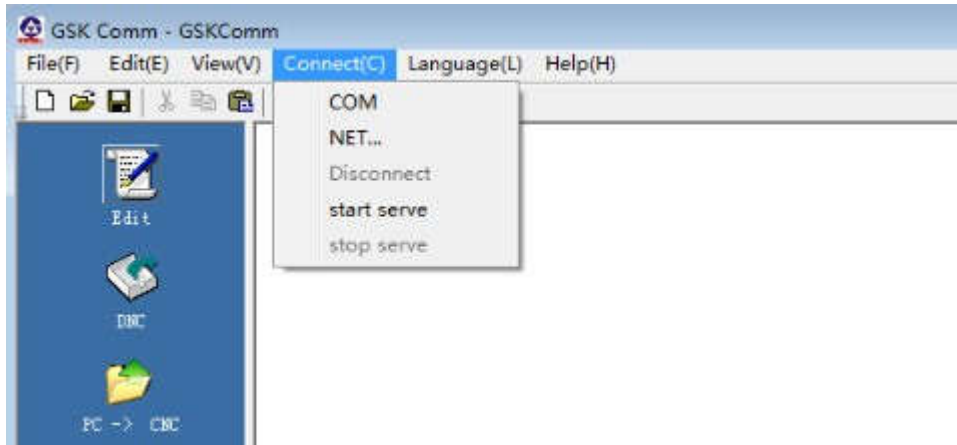 GSK Comm - GSKComm
File(F) Edit(E) View(V) Connect(C) Language(L) Help(H)
COM
NET...
Disconnect
start serve
stop serve
Edit
DNC
PC -> CNC